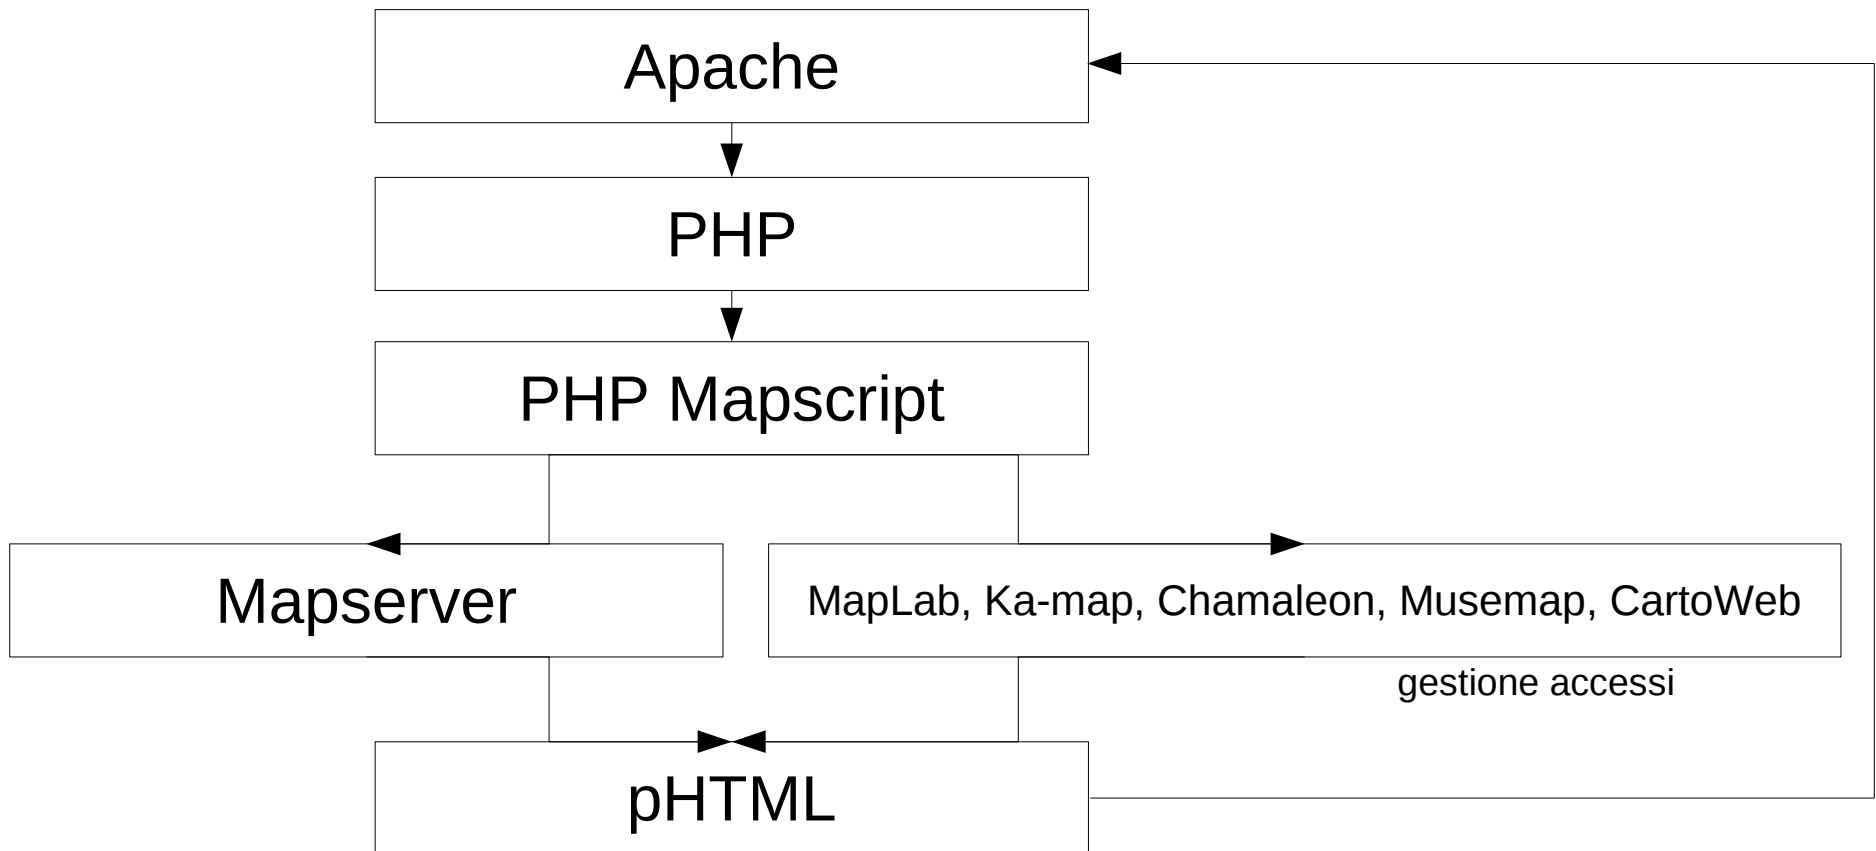 Apache
PHP
PHP Mapscript
Mapserver
MapLab, Ka-map, Chamaleon, Musemap, CartoWeb
gestione accessi
pHTML